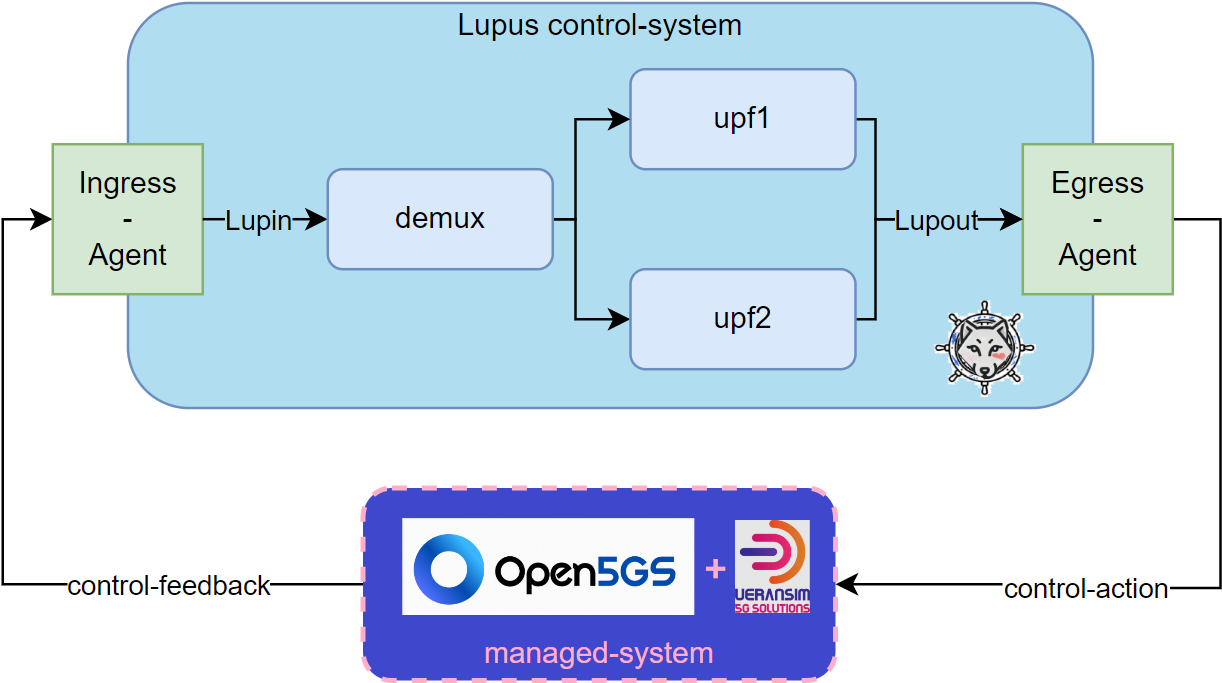 Lupus control-system
upf1
Ingress
-
Agent
Lupin
demux
Lupout
Egress
-
Agent
upf2
control-feedback
Open5GS
+
UERANSIM
5G SOLUTIONS
control-action
managed-system